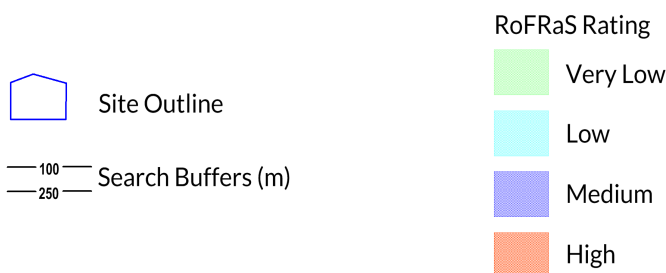 Site Outline
100
250
Search Buffers (m)
RoFRaS Rating
Very Low
Low
Medium
High